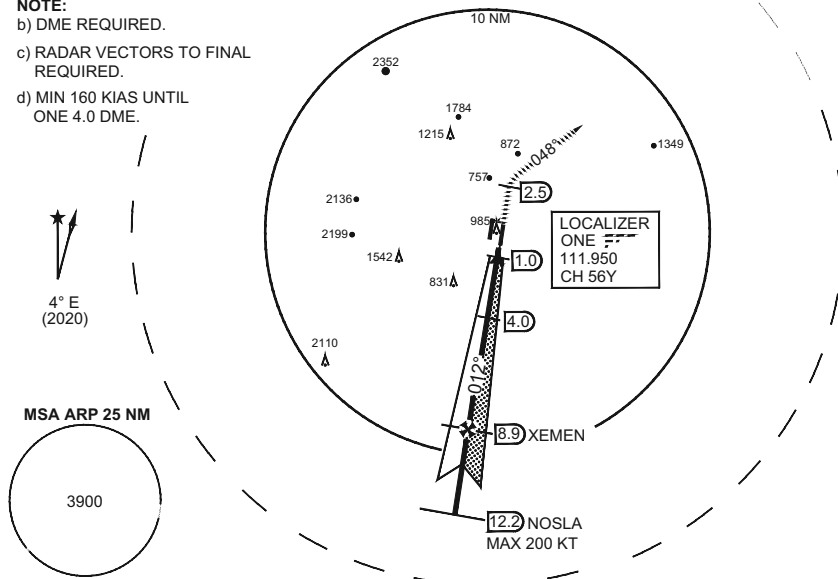 NOTE:
b) DME REQUIRED.
c) RADAR VECTORS TO FINAL
REQUIRED.
d) MIN 160 KIAS UNTIL
ONE 4.0 DME.
10 NM
2352
1784
1215
872
048°
1349
757
2.5
2136
985
2199
LOCALIZER
ONE
111.950
CH 56Y
1542
1.0
831
4° E
(2020)
4.0
2110
012°
MSA ARP 25 NM
3900
8.9 XEMEN
12.2 NOSLA
MAX 200 KT